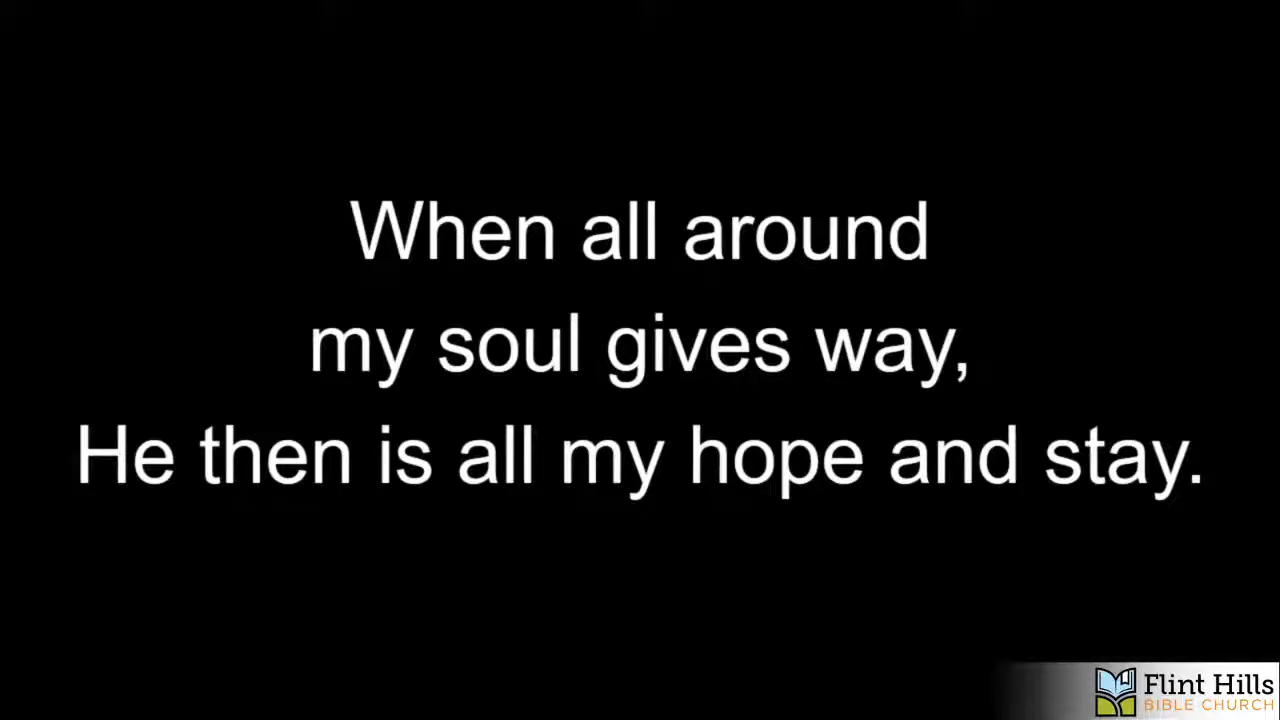 When all around
my soul gives way,
He then is all my hope and stay.
Flint Hills
BIBLE CHURCH